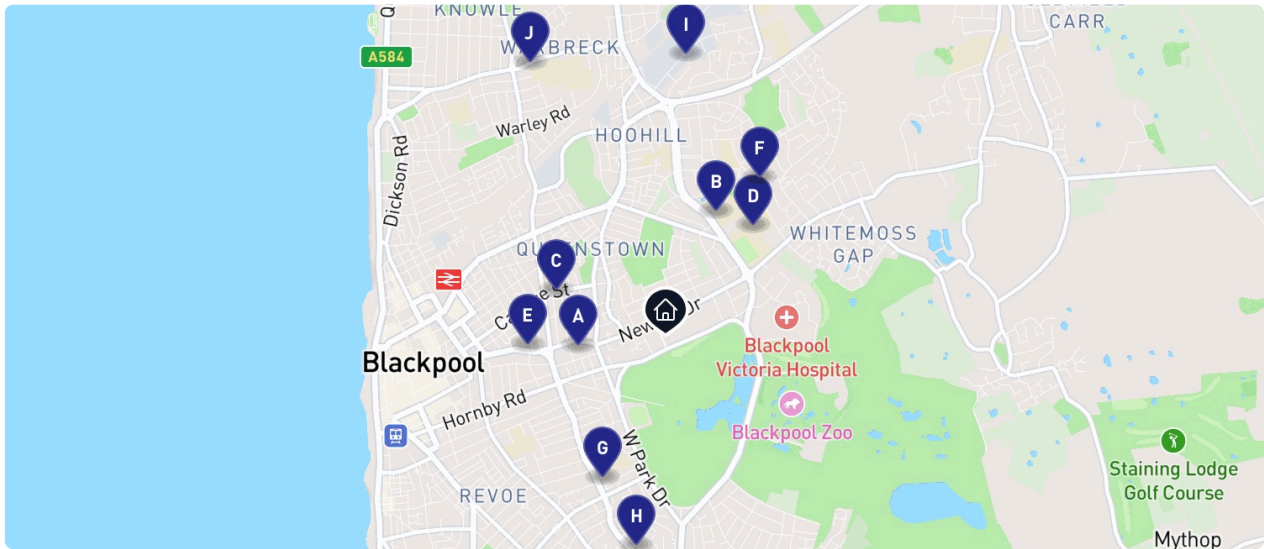 Q
KNOWLE
I
CARR
J
WARBRECK
A584
Warley Rd
HOOHILL
Dickson Rd
F
B
D
WHITEMOSS
GAP
QUEENSTOWN
C
E
A
Blackpool
Victoria Hospital
Blackpool
Hornby Rd
Blackpool Zoo
G
W Park Dr
Staining Lodge
Golf Course
REVOE
H
Mythop